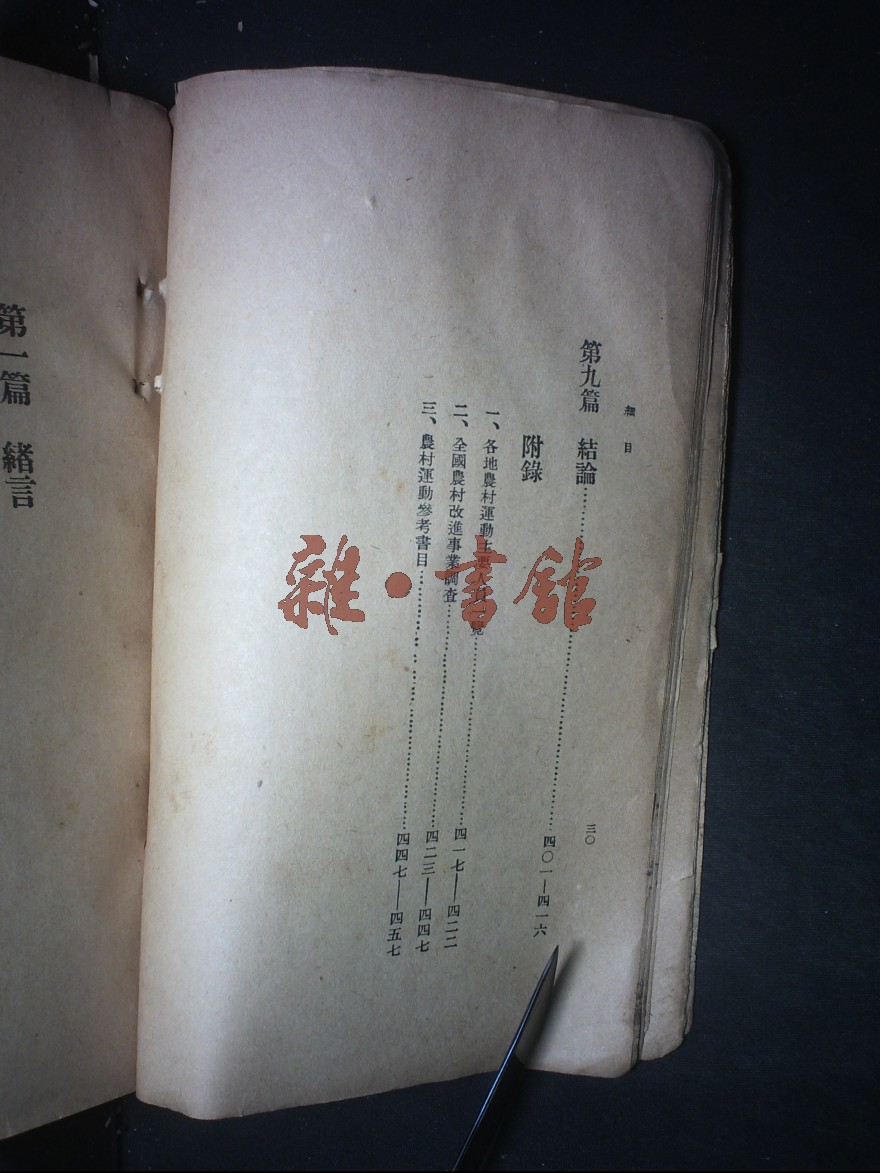 細目
三〇
第九篇 結論……四〇一—四一六
附錄
一、各地農村運動主要人員一覽……四一七—四二二
二、全國農村改進事業調查……四二三—四四七
三、農村運動參考書目……四四七—四五七
第一篇 緒言
雜·書館